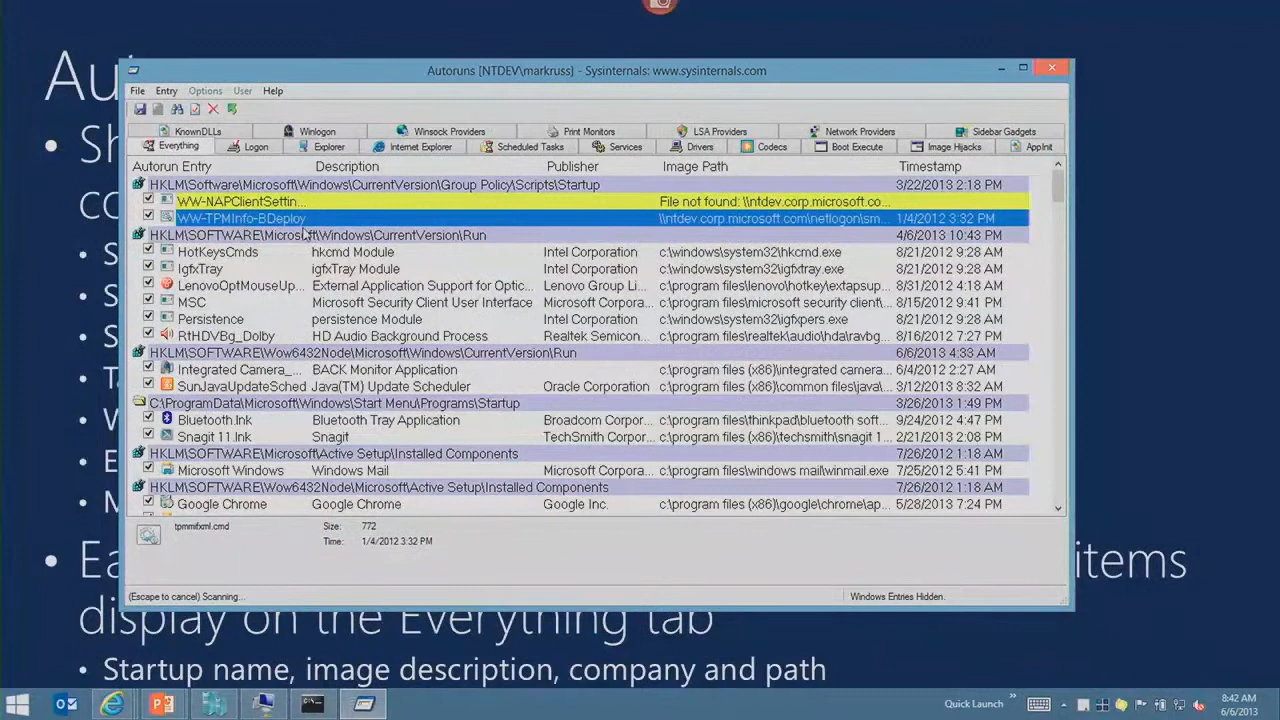 Au
Autoruns [NTDEV\markruss] - Sysinternals: www.sysinternals.com
File Entry Options User Help
KnownDLLs Winlogon Winsock Providers Print Monitors LSA Providers Network Providers Sidebar Gadgets
Everything Logon Explorer Internet Explorer Scheduled Tasks Services Drivers Codecs Boot Execute Image Hijacks AppInit
Autorun Entry Description Publisher Image Path Timestamp
HKLM\Software\Microsoft\Windows\CurrentVersion\Group Policy\Scripts\Startup 3/22/2013 2:18 PM
WW-NAPClientSettin... File not found: \\ntdev.corp.microsoft.co...
WW-TPMInfo-BDeploy \\ntdev.corp.microsoft.com\netlogon\sm... 1/4/2012 3:32 PM
HKLM\SOFTWARE\Microsoft\Windows\CurrentVersion\Run 4/6/2013 10:43 PM
HotKeysCmds hkcmd Module Intel Corporation c:\windows\system32\hkcmd.exe 8/21/2012 9:28 AM
IgfxTray igfxTray Module Intel Corporation c:\windows\system32\igfxtray.exe 8/21/2012 9:28 AM
LenovoOptMouseUp... External Application Support for Optic... Lenovo Group Li... c:\program files\lenovo\hotkey\extapsup... 8/31/2012 4:18 AM
MSC Microsoft Security Client User Interface Microsoft Corpora... c:\program files\microsoft security client\... 8/15/2012 9:41 PM
Persistence persistence Module Intel Corporation c:\windows\system32\igfxpers.exe 8/21/2012 9:28 AM
RtHDVBg_Dolby HD Audio Background Process Realtek Semicon... c:\program files\realtek\audio\hda\ravbg... 8/16/2012 7:27 PM
HKLM\SOFTWARE\Wow6432Node\Microsoft\Windows\CurrentVersion\Run 6/6/2013 4:33 AM
Integrated Camera_... BACK Monitor Application c:\program files (x86)\integrated camera... 6/4/2012 2:27 AM
SunJavaUpdateSched Java(TM) Update Scheduler Oracle Corporation c:\program files (x86)\common files\java\... 3/12/2013 8:32 AM
C:\ProgramData\Microsoft\Windows\Start Menu\Programs\Startup 3/26/2013 1:49 PM
Bluetooth.lnk Bluetooth Tray Application Broadcom Corpor... c:\program files\thinkpad\bluetooth soft... 9/24/2012 4:47 PM
Snagit 11.lnk Snagit TechSmith Corpor... c:\program files (x86)\techsmith\snagit 1... 2/21/2013 2:08 PM
HKLM\SOFTWARE\Microsoft\Active Setup\Installed Components 7/26/2012 1:18 AM
Microsoft Windows Windows Mail Microsoft Corpora... c:\program files\windows mail\winmail.exe 7/25/2012 5:41 PM
HKLM\SOFTWARE\Wow6432Node\Microsoft\Active Setup\Installed Components 7/26/2012 1:18 AM
Google Chrome Google Chrome Google Inc. c:\program files (x86)\google\chrome\ap... 5/28/2013 7:24 PM
tpmmifxml.cmd Size: 772
Time: 1/4/2012 3:32 PM
(Escape to cancel) Scanning... Windows Entries Hidden.
• Sh
co
• S
• S
• S
• Ta
• W
• E
• M
• Ea items
display on the Everything tab
• Startup name, image description, company and path
Quick Launch
8:42 AM
6/6/2013